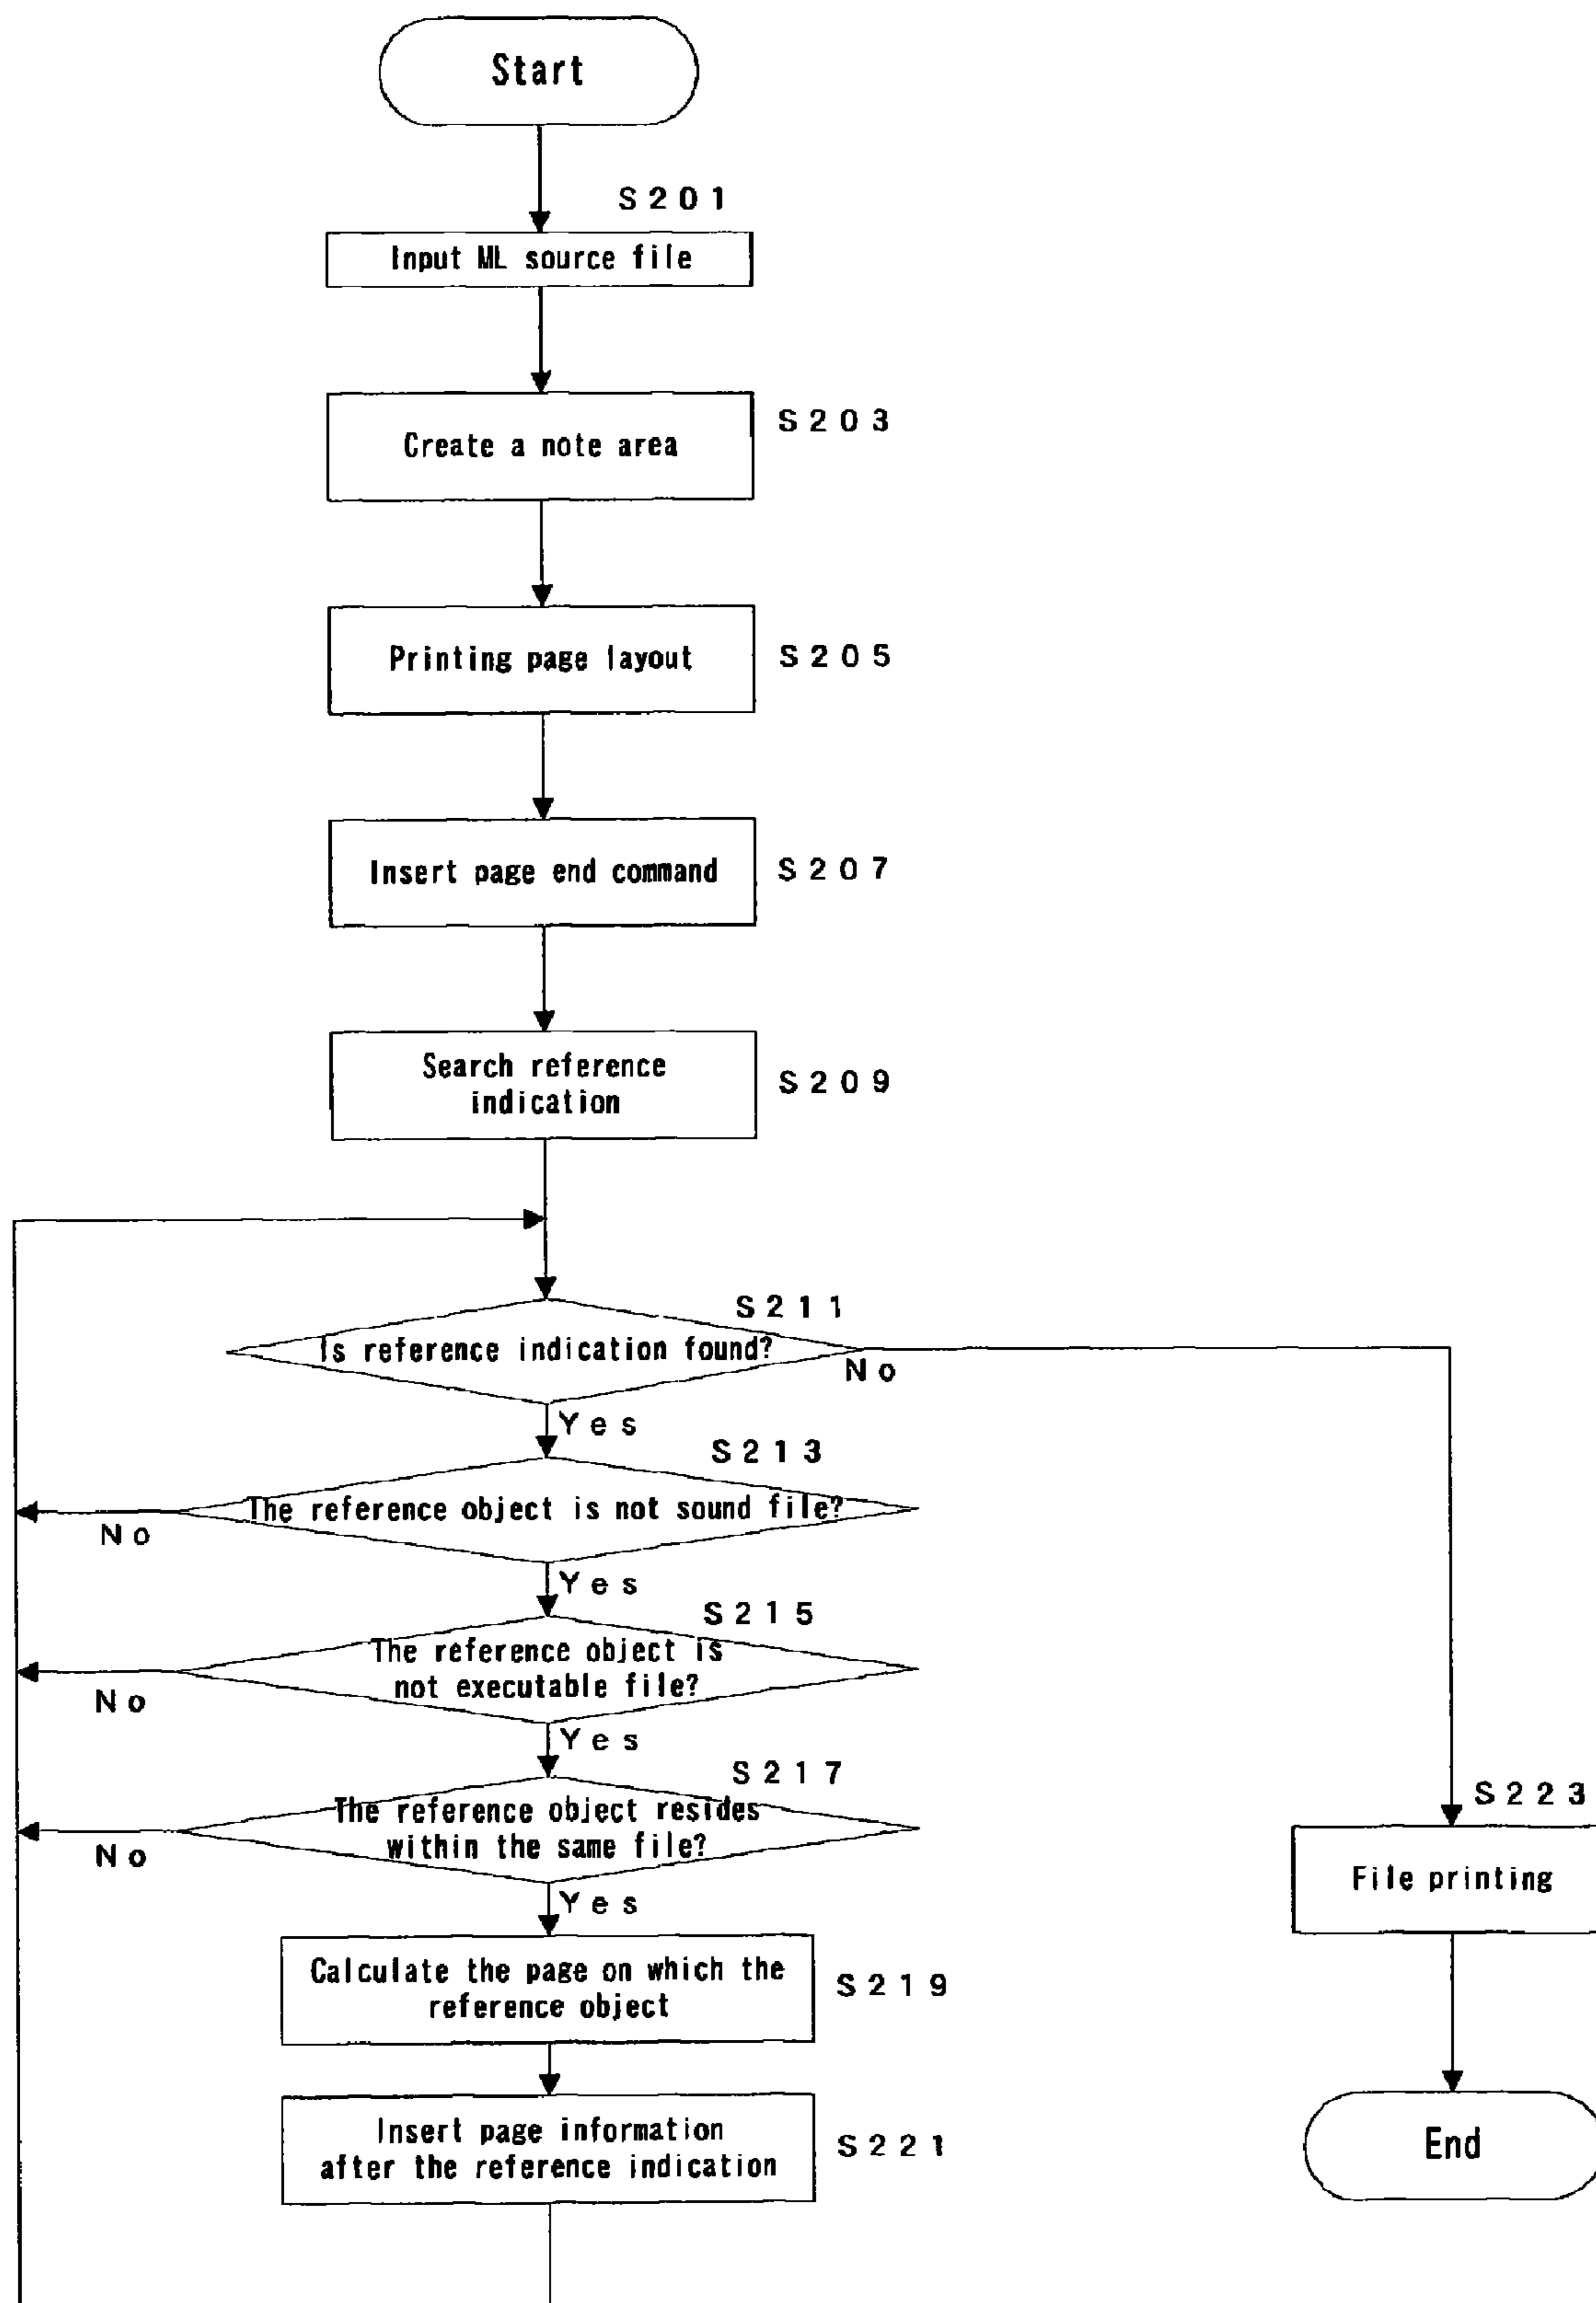 Start
S201
Input ML source file
Create a note area
S203
Printing page layout
S205
Insert page end command
S207
Search reference
indication
S209
S211
Is reference indication found?
No
Yes
S213
The reference object is not sound file?
No
Yes
S215
The reference object is
not executable file?
No
Yes
S217
The reference object resides
within the same file?
No
Yes
Calculate the page on which the
reference object
S219
Insert page information
after the reference indication
S221
S223
File printing
End